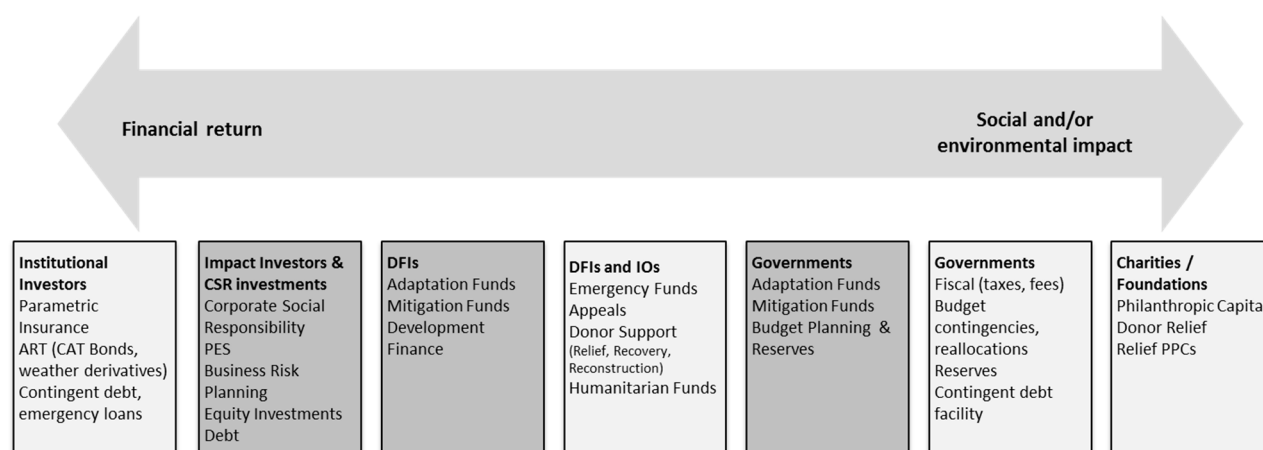 Financial return
Social and/or
environmental impact
Institutional
Investors
Parametric
Insurance
ART (CAT Bonds,
weather derivatives)
Contingent debt,
emergency loans
Impact Investors &
CSR investments
Corporate Social
Responsibility
PES
Business Risk
Planning
Equity Investments
Debt
DFIs
Adaptation Funds
Mitigation Funds
Development
Finance
DFIs and IOs
Emergency Funds
Appeals
Donor Support
(Relief, Recovery,
Reconstruction)
Humanitarian Funds
Governments
Adaptation Funds
Mitigation Funds
Budget Planning &
Reserves
Governments
Fiscal (taxes, fees)
Budget
contingencies,
reallocations
Reserves
Contingent debt
facility
Charities /
Foundations
Philanthropic Capita
Donor Relief
Relief PPCs